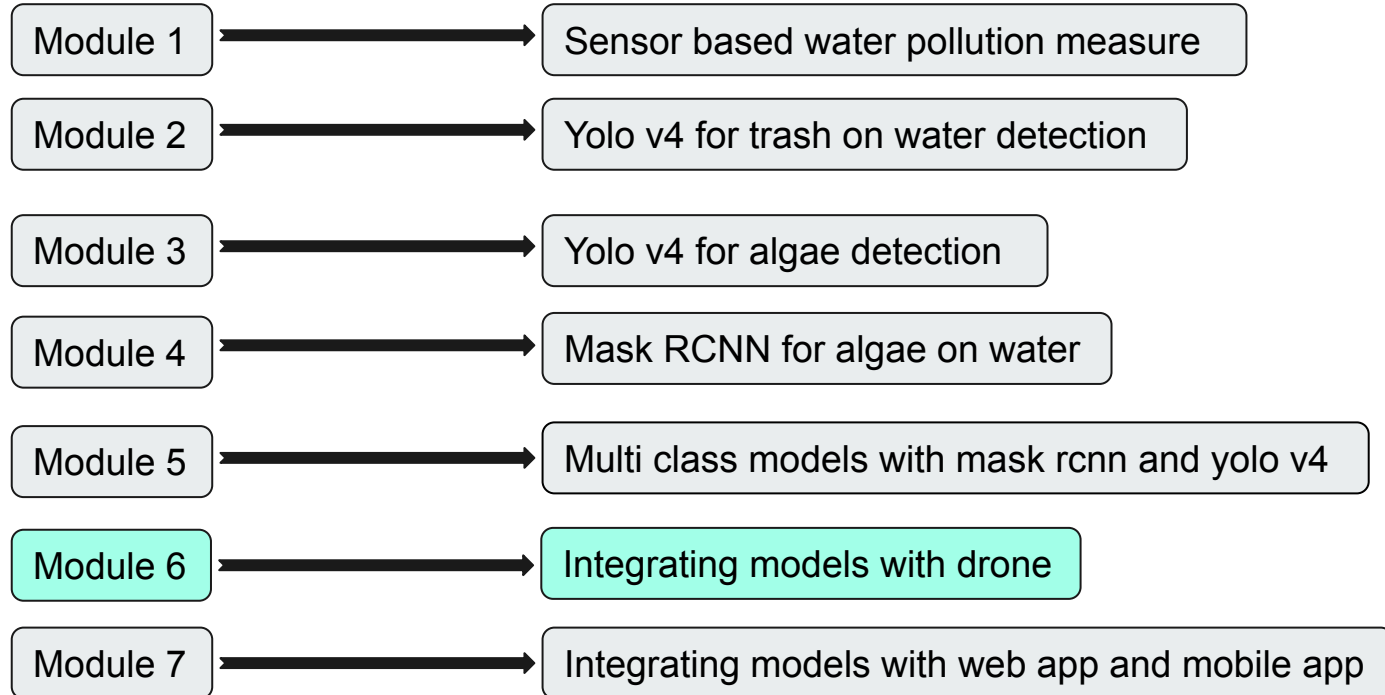 Module 1
Sensor based water pollution measure
Module 2
Yolo v4 for trash on water detection
Module 3
Yolo v4 for algae detection
Module 4
Mask RCNN for algae on water
Module 5
Multi class models with mask rcnn and yolo v4
Module 6
Integrating models with drone
Module 7
Integrating models with web app and mobile app